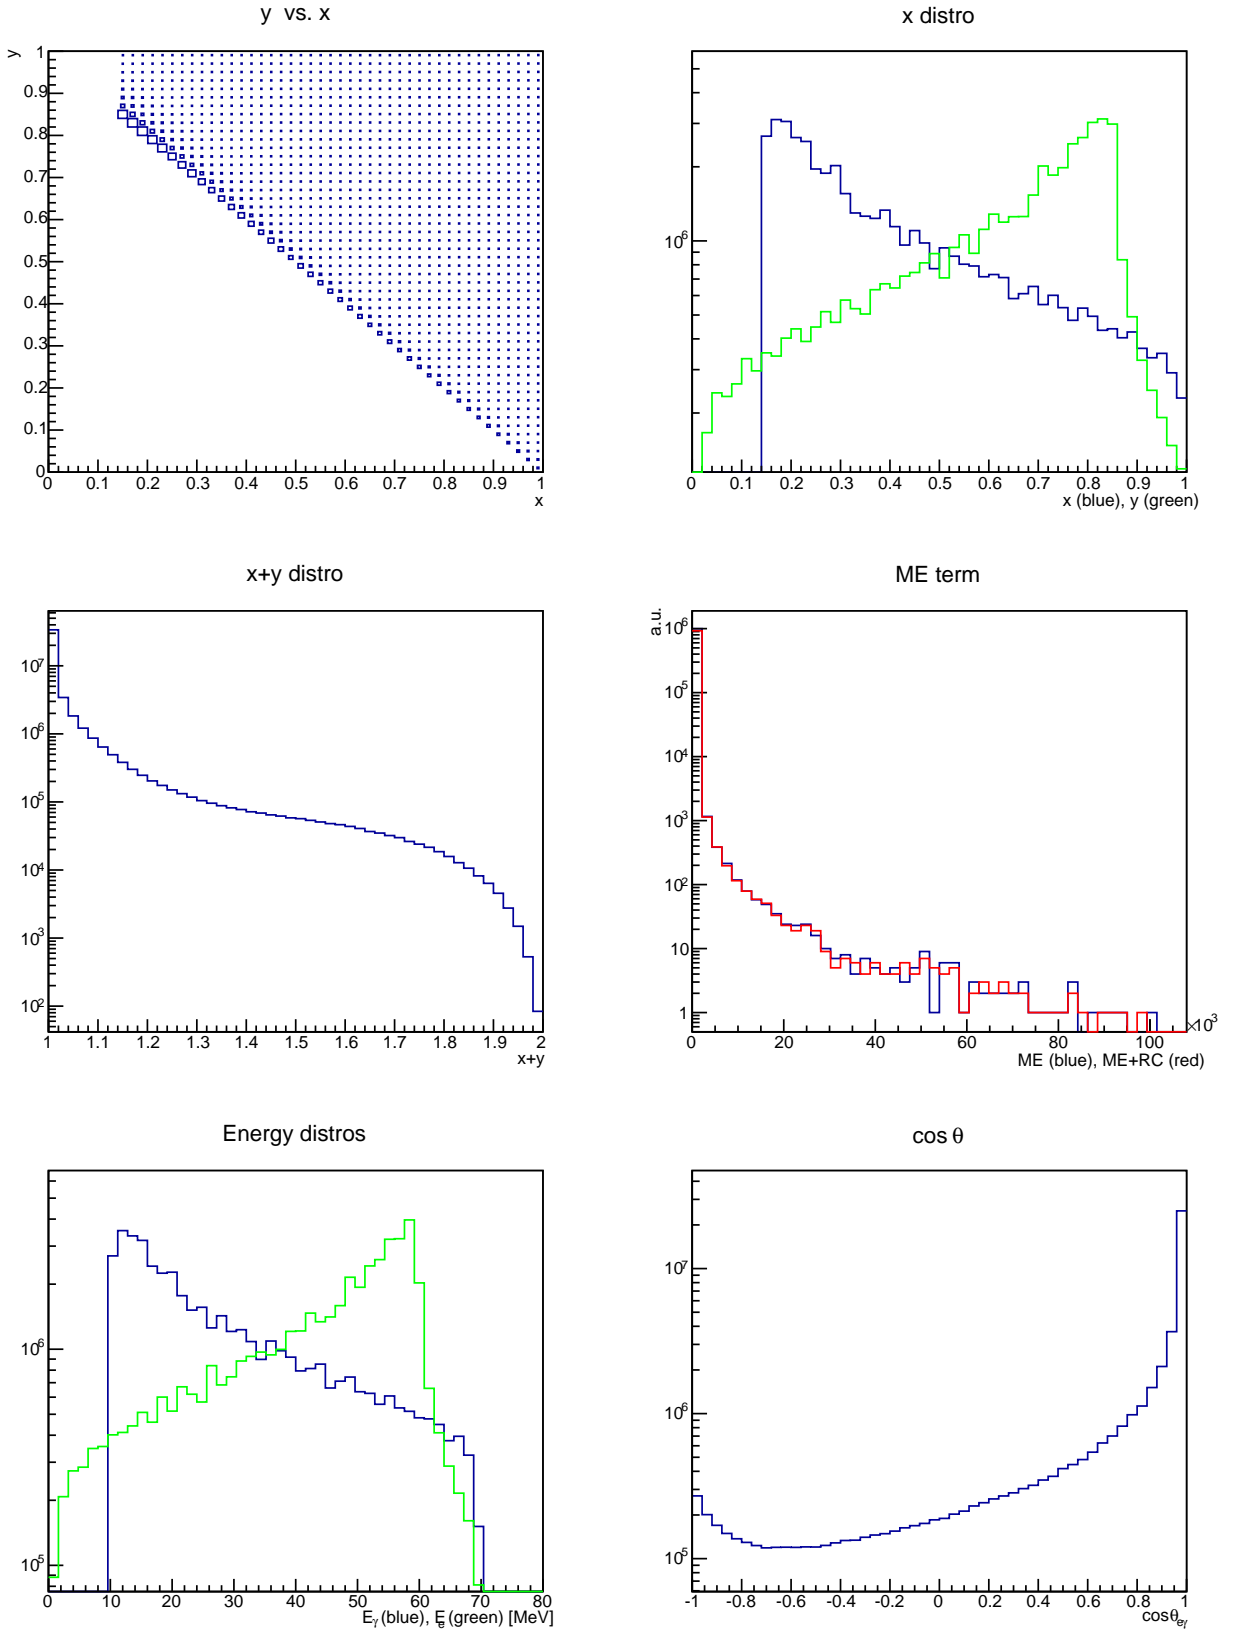 y vs. x
y
1
0.9
0.8
0.7
0.6
0.5
0.4
0.3
0.2
0.1
0
0 0.1 0.2 0.3 0.4 0.5 0.6 0.7 0.8 0.9 1
x
x distro
10^6
0 0.1 0.2 0.3 0.4 0.5 0.6 0.7 0.8 0.9 1
x (blue), y (green)
x+y distro
10^7
10^6
10^5
10^4
10^3
10^2
1 1.1 1.2 1.3 1.4 1.5 1.6 1.7 1.8 1.9 2
x+y
ME term
a.u.
10^6
10^5
10^4
10^3
10^2
10
1
0 20 40 60 80 100 ×10^3
ME (blue), ME+RC (red)
Energy distros
10^6
10^5
0 10 20 30 40 50 60 70 80
E_γ (blue), E_e (green) [MeV]
cos θ
10^7
10^6
10^5
-1 -0.8 -0.6 -0.4 -0.2 0 0.2 0.4 0.6 0.8 1
cosθ_eγ